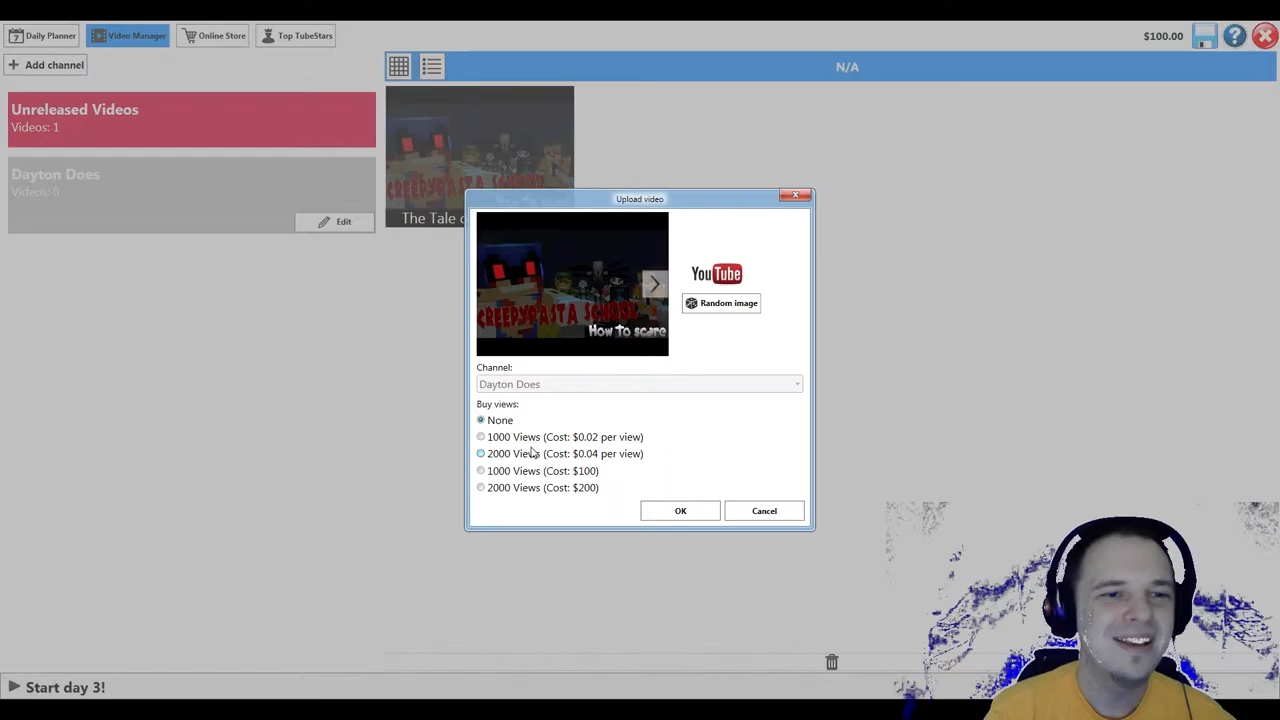 7 Daily Planner
Video Manager
Online Store
Top TubeStars
$100.00
?
+ Add channel
N/A
Unreleased Videos
Videos: 1
Dayton Does
Videos: 0
Edit
CREEPYPASTA SCHOOL
The Tale o
Upload video
CREEPYPASTA SCHOOL
How To scare
YouTube
Random image
Channel:
Dayton Does
Buy views:
None
1000 Views (Cost: $0.02 per view)
2000 Views (Cost: $0.04 per view)
1000 Views (Cost: $100)
2000 Views (Cost: $200)
OK
Cancel
Start day 3!